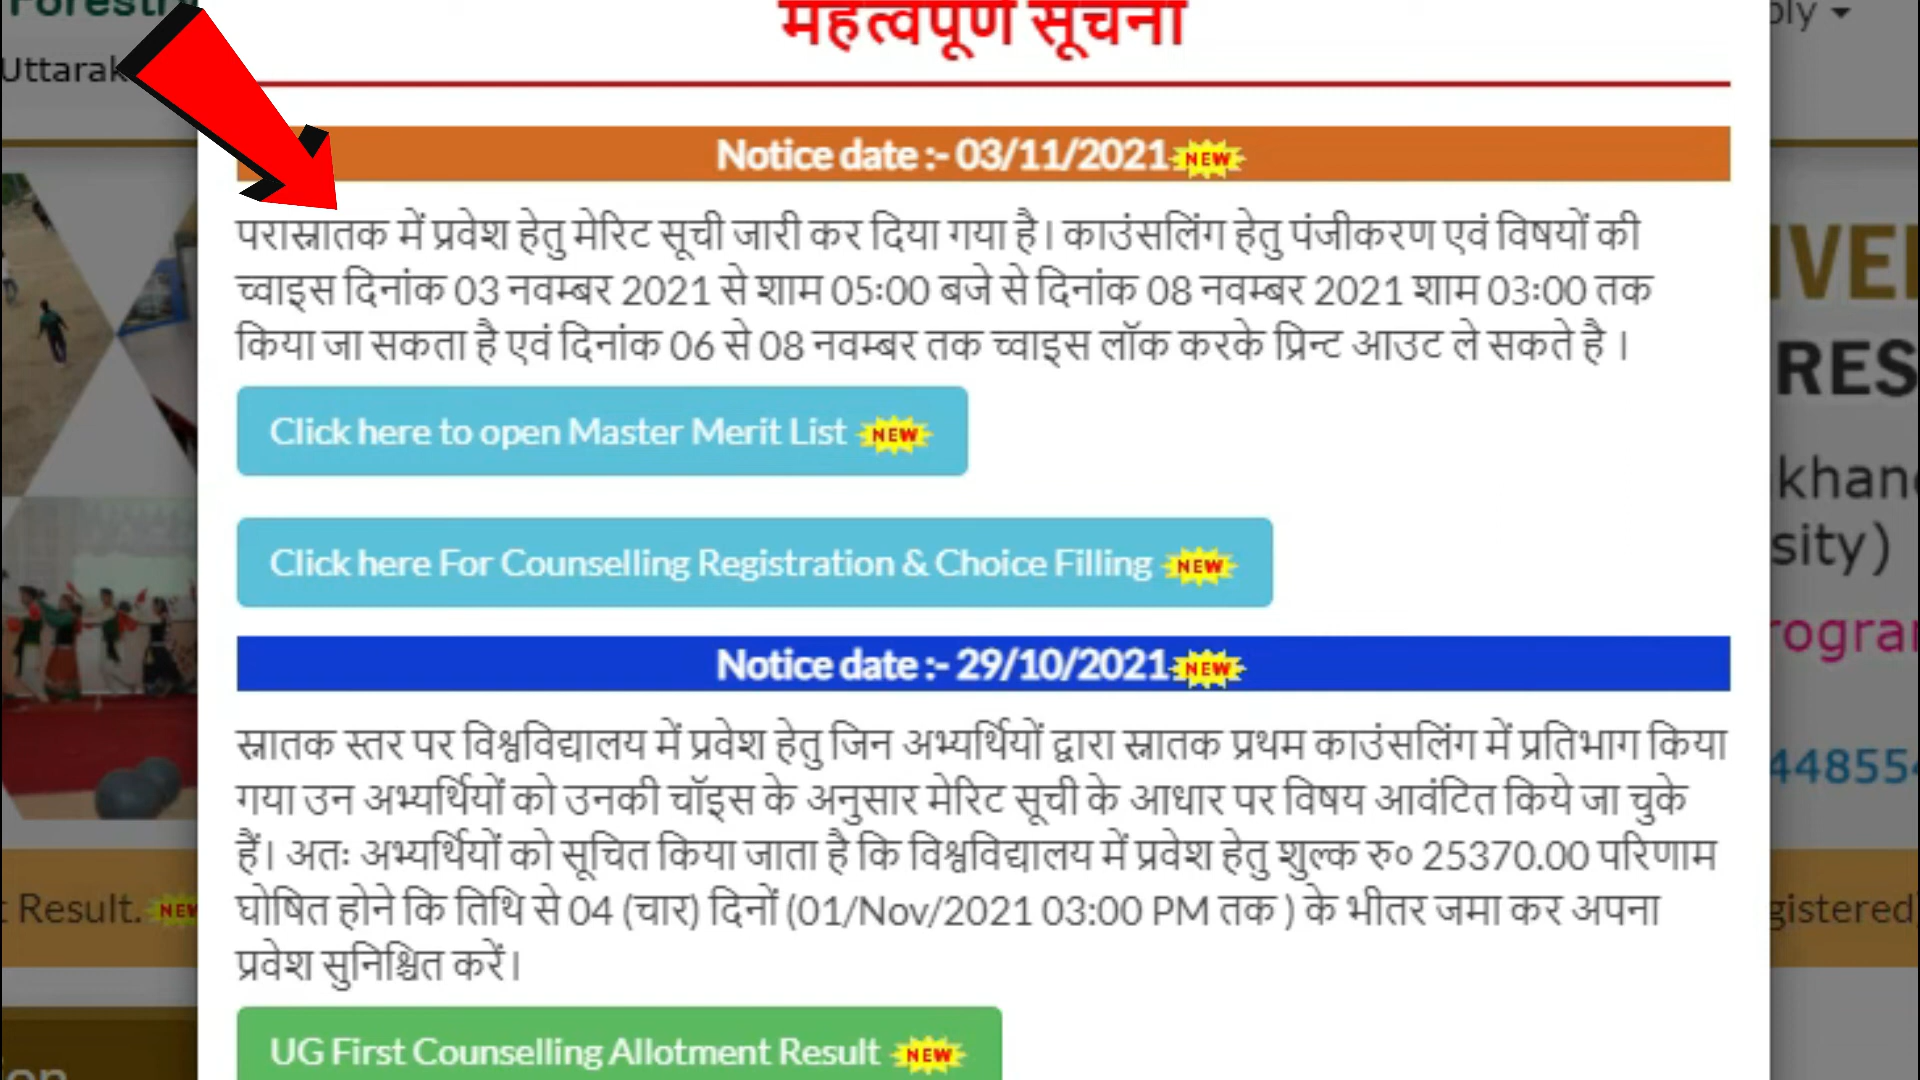 Forestry
Uttarak
ply
महत्वपूर्ण सूचना
Notice date :- 03/11/2021 NEW
परास्नातक में प्रवेश हेतु मेरिट सूची जारी कर दिया गया है। काउंसलिंग हेतु पंजीकरण एवं विषयों की
च्वाइस दिनांक 03 नवम्बर 2021 से शाम 05:00 बजे से दिनांक 08 नवम्बर 2021 शाम 03:00 तक
किया जा सकता है एवं दिनांक 06 से 08 नवम्बर तक च्वाइस लॉक करके प्रिन्ट आउट ले सकते है ।
Click here to open Master Merit List NEW
Click here For Counselling Registration & Choice Filling NEW
Notice date :- 29/10/2021 NEW
स्नातक स्तर पर विश्वविद्यालय में प्रवेश हेतु जिन अभ्यर्थियों द्वारा स्नातक प्रथम काउंसलिंग में प्रतिभाग किया
गया उन अभ्यर्थियों को उनकी चॉइस के अनुसार मेरिट सूची के आधार पर विषय आवंटित किये जा चुके
हैं। अतः अभ्यर्थियों को सूचित किया जाता है कि विश्वविद्यालय में प्रवेश हेतु शुल्क रु० 25370.00 परिणाम
घोषित होने कि तिथि से 04 (चार) दिनों (01/Nov/2021 03:00 PM तक ) के भीतर जमा कर अपना
प्रवेश सुनिश्चित करें।
UG First Counselling Allotment Result NEW
IVE
RES
khan
sity)
rogra
44855
t Result. NEW
gistered
on